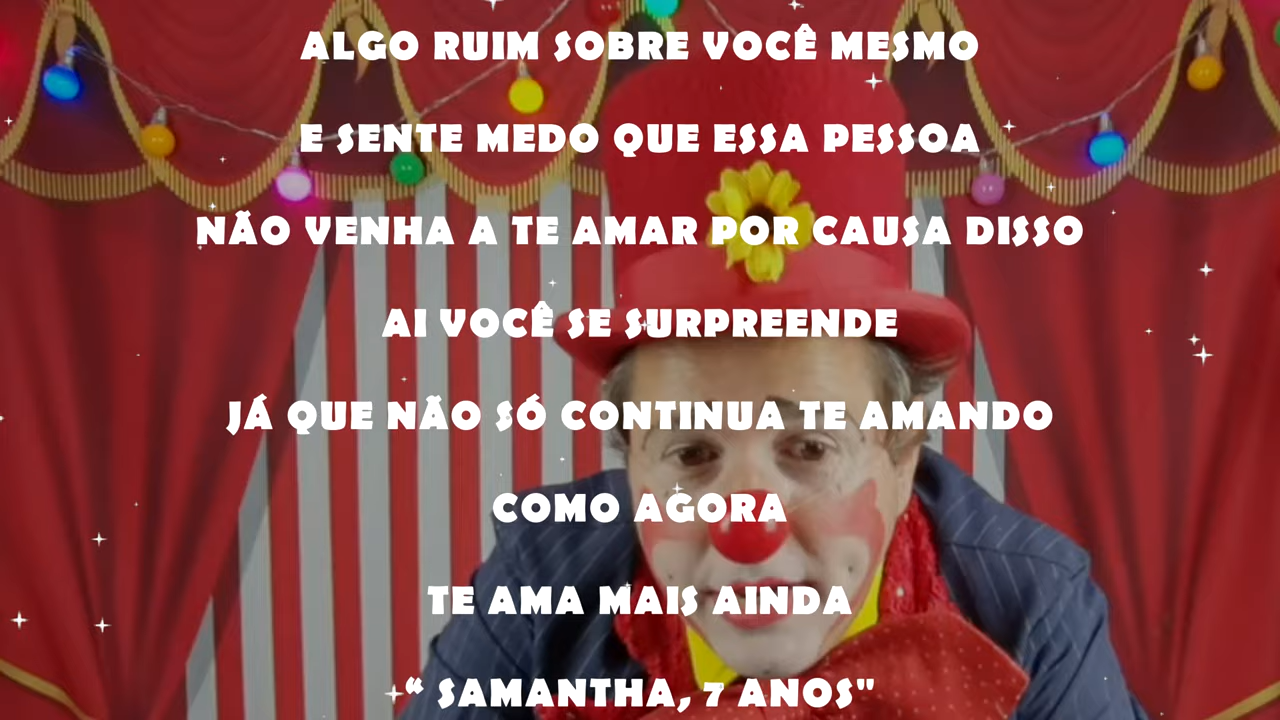 ALGO RUIM SOBRE VOCÊ MESMO
E SENTE MEDO QUE ESSA PESSOA
NÃO VENHA A TE AMAR POR CAUSA DISSO
AI VOCÊ SE SURPREENDE
JÁ QUE NÃO SÓ CONTINUA TE AMANDO
COMO AGORA
TE AMA MAIS AINDA
“ SAMANTHA, 7 ANOS"